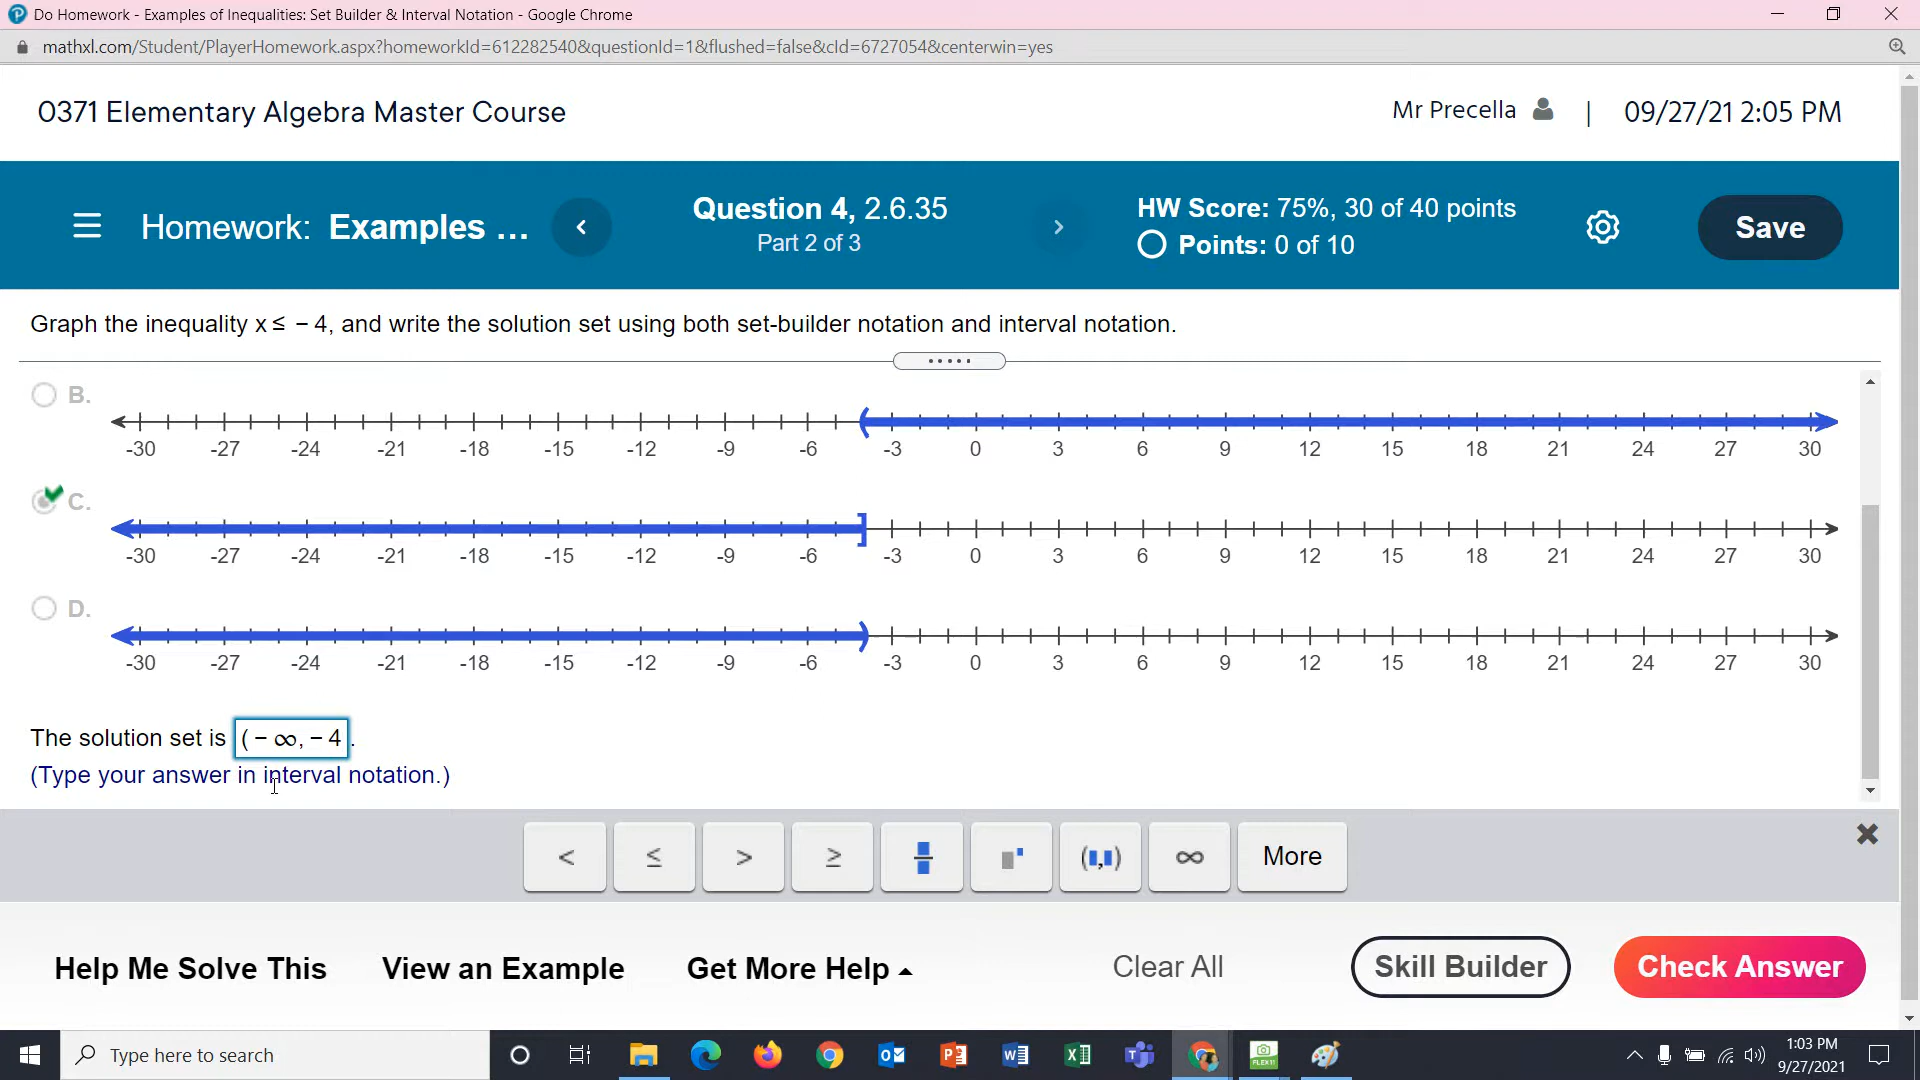 Do Homework - Examples of Inequalities: Set Builder & Interval Notation - Google Chrome
mathxl.com/Student/PlayerHomework.aspx?homeworkId=612282540&questionId=1&flushed=false&cId=6727054&centerwin=yes
0371 Elementary Algebra Master Course
Mr Precella | 09/27/21 2:05 PM
Homework: Examples ...
Question 4, 2.6.35
Part 2 of 3
HW Score: 75%, 30 of 40 points
Points: 0 of 10
Save
Graph the inequality x ≤ − 4, and write the solution set using both set-builder notation and interval notation.
B.
-30 -27 -24 -21 -18 -15 -12 -9 -6 -3 0 3 6 9 12 15 18 21 24 27 30
C.
-30 -27 -24 -21 -18 -15 -12 -9 -6 -3 0 3 6 9 12 15 18 21 24 27 30
D.
-30 -27 -24 -21 -18 -15 -12 -9 -6 -3 0 3 6 9 12 15 18 21 24 27 30
The solution set is ( − ∞, − 4 .
(Type your answer in interval notation.)
< ≤ > ≥ (,) ∞ More
Help Me Solve This View an Example Get More Help Clear All Skill Builder Check Answer
Type here to search
1:03 PM
9/27/2021